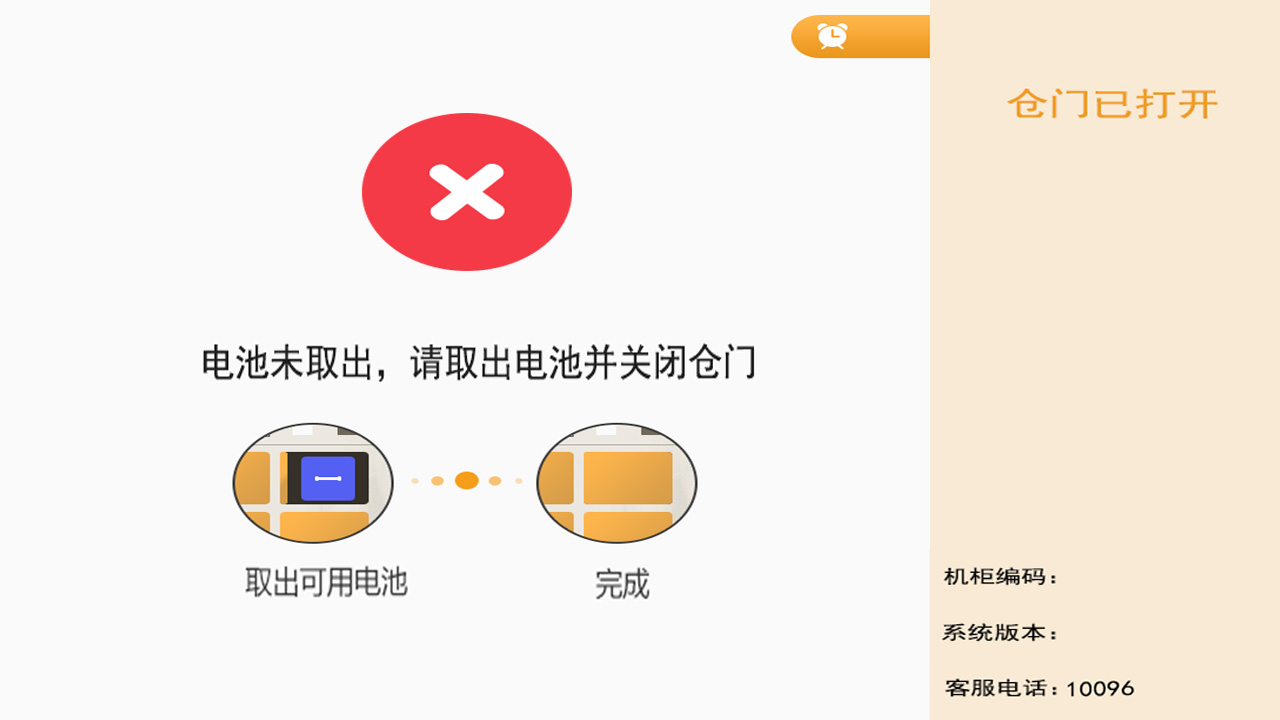 仓门已打开
电池未取出，请取出电池并关闭仓门
取出可用电池
完成
机柜编码：
系统版本：
客服电话：10096